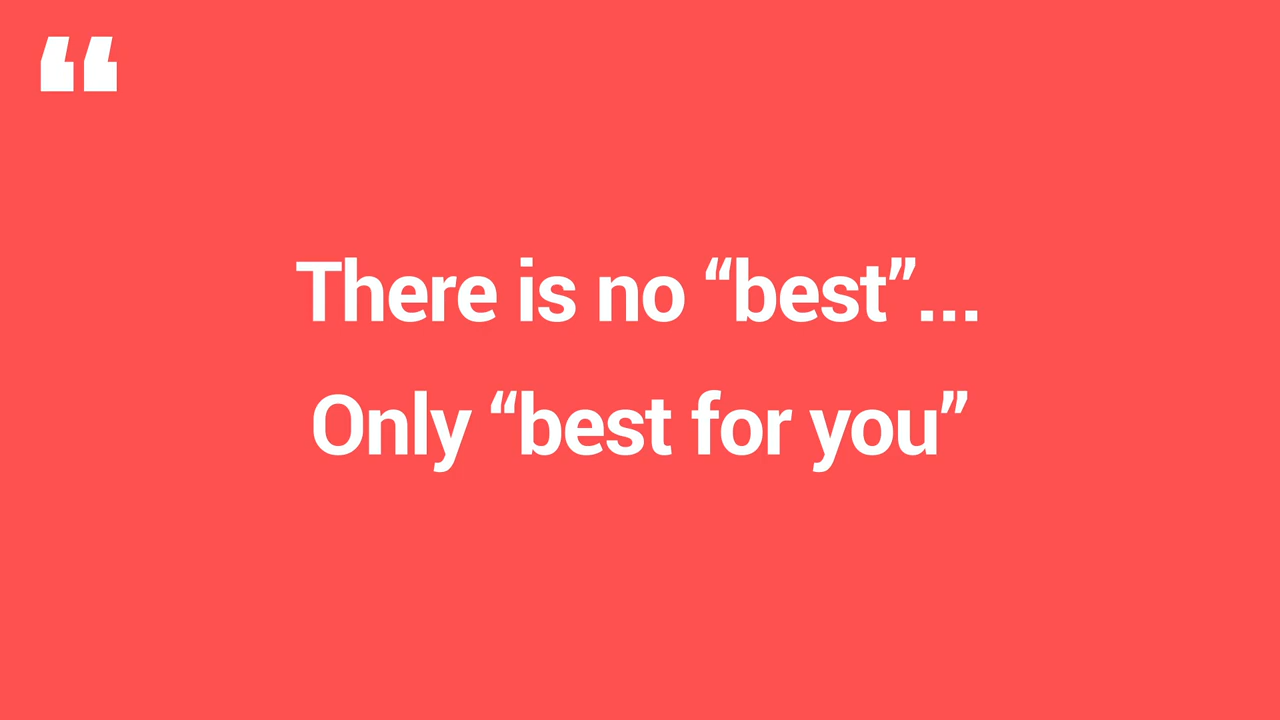 “
There is no “best”...
Only “best for you”